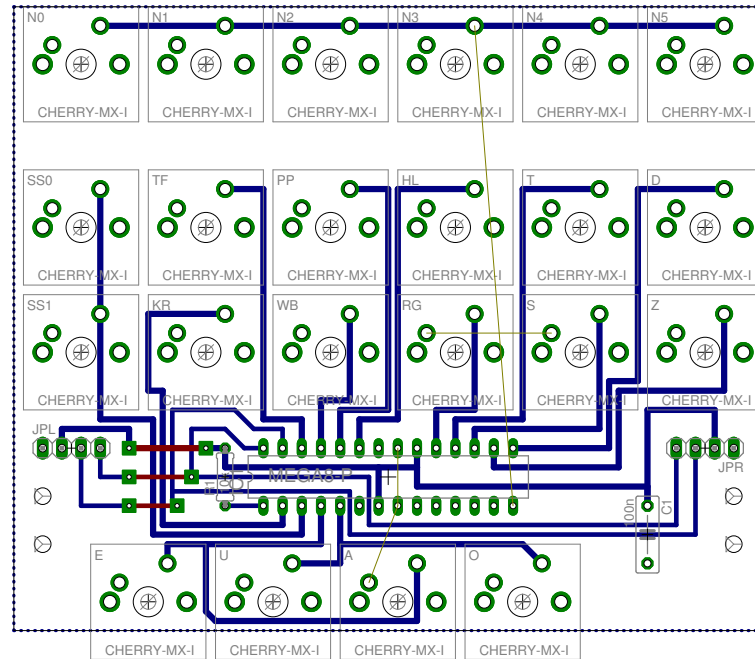 N0 N1 N2 N3 N4 N5
CHERRY-MX-I CHERRY-MX-I CHERRY-MX-I CHERRY-MX-I CHERRY-MX-I CHERRY-MX-I
SS0 TF PP HL T D
CHERRY-MX-I CHERRY-MX-I CHERRY-MX-I CHERRY-MX-I CHERRY-MX-I CHERRY-MX-I
SS1 KR WB RG S Z
CHERRY-MX-I CHERRY-MX-I CHERRY-MX-I CHERRY-MX-I CHERRY-MX-I CHERRY-MX-I
JPL
JPR
MEGA8-P
100n
C1
E U A O
CHERRY-MX-I CHERRY-MX-I CHERRY-MX-I CHERRY-MX-I